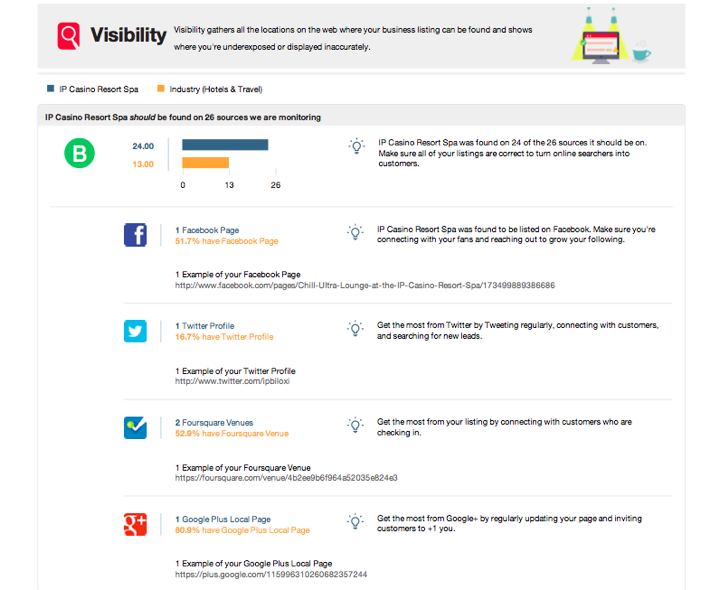 Visibility
Visibility gathers all the locations on the web where your business listing can be found and shows
where you're underexposed or displayed inaccurately.
IP Casino Resort Spa
Industry (Hotels & Travel)
IP Casino Resort Spa should be found on 26 sources we are monitoring
B
24.00
13.00
0 13 26
IP Casino Resort Spa was found on 24 of the 26 sources it should be on.
Make sure all of your listings are correct to turn online searchers into
customers.
f
1 Facebook Page
51.7% have Facebook Page
IP Casino Resort Spa was found to be listed on Facebook. Make sure you're
connecting with your fans and reaching out to grow your following.
1 Example of your Facebook Page
http://www.facebook.com/pages/Chill-Ultra-Lounge-at-the-IP-Casino-Resort-Spa/173499889386686
1 Twitter Profile
16.7% have Twitter Profile
Get the most from Twitter by Tweeting regularly, connecting with customers,
and searching for new leads.
1 Example of your Twitter Profile
http://www.twitter.com/ipbiloxi
2 Foursquare Venues
52.9% have Foursquare Venue
Get the most from your listing by connecting with customers who are
checking in.
1 Example of your Foursquare Venue
https://foursquare.com/venue/4b2ee9b6f964a52035e824e3
g+
1 Google Plus Local Page
60.9% have Google Plus Local Page
Get the most from Google+ by regularly updating your page and inviting
customers to +1 you.
1 Example of your Google Plus Local Page
https://plus.google.com/115996310260682357244